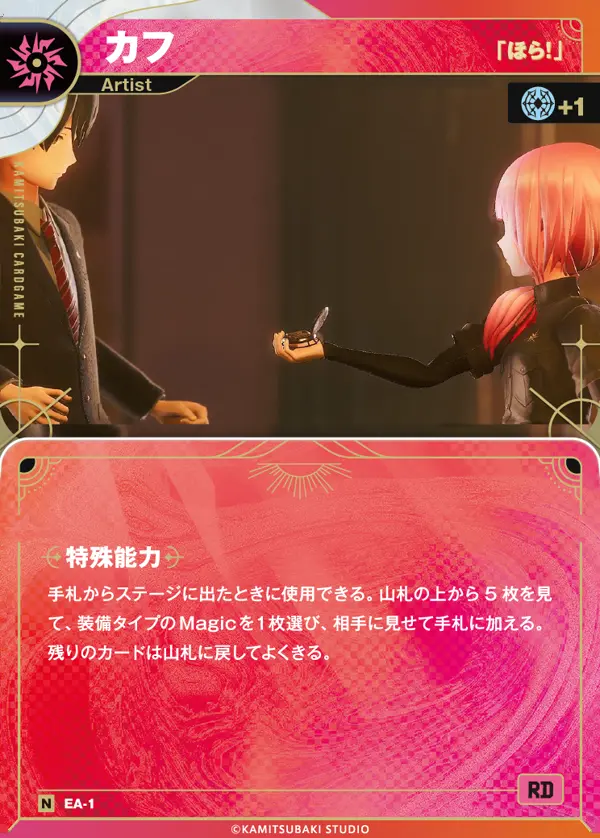 カフ
「ほら!」
Artist
+1
KAMITSUBAKI CARDGAME
特殊能力
手札からステージに出たときに使用できる。山札の上から 5 枚を見
て、装備タイプのMagicを1枚選び、相手に見せて手札に加える。
残りのカードは山札に戻してよくきる。
N EA-1
RD
©KAMITSUBAKI STUDIO